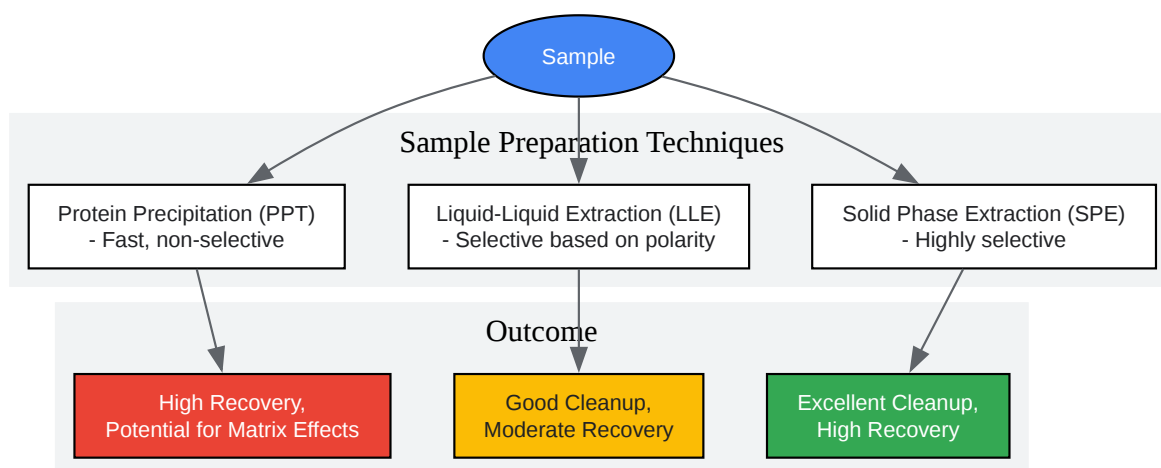 Sample
Sample Preparation Techniques
Protein Precipitation (PPT)
- Fast, non-selective
Liquid-Liquid Extraction (LLE)
- Selective based on polarity
Solid Phase Extraction (SPE)
- Highly selective
Outcome
High Recovery,
Potential for Matrix Effects
Good Cleanup,
Moderate Recovery
Excellent Cleanup,
High Recovery